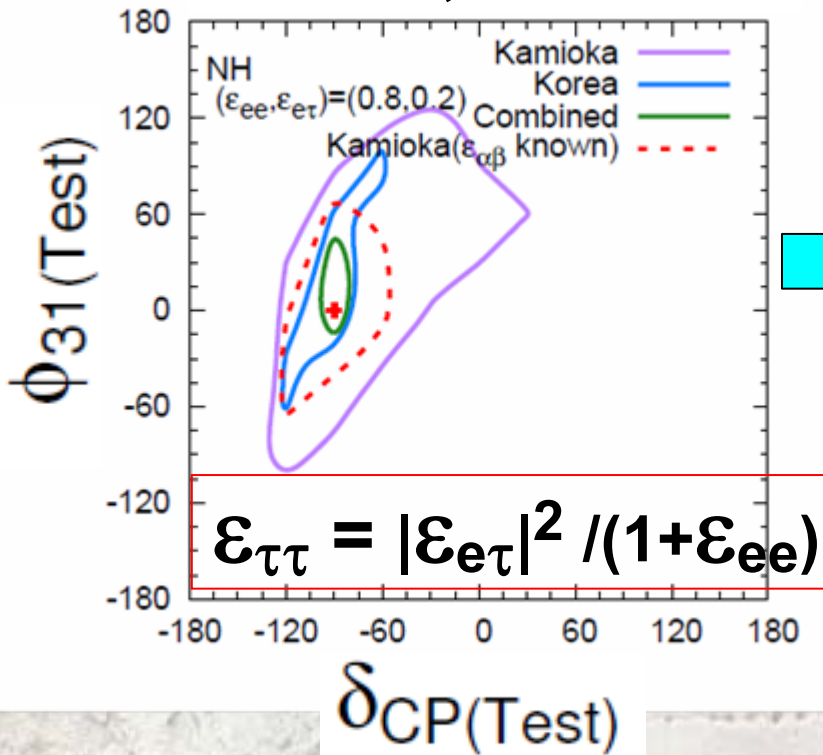 180
120
60
0
-60
-120
-180
ϕ31 (Test)
NH
(εee,εeτ)=(0.8,0.2)
Kamioka
Korea
Combined
Kamioka(εαβ known)
εττ = |εeτ|² /(1+εee)
-180 -120 -60 0 60 120 180
δCP(Test)